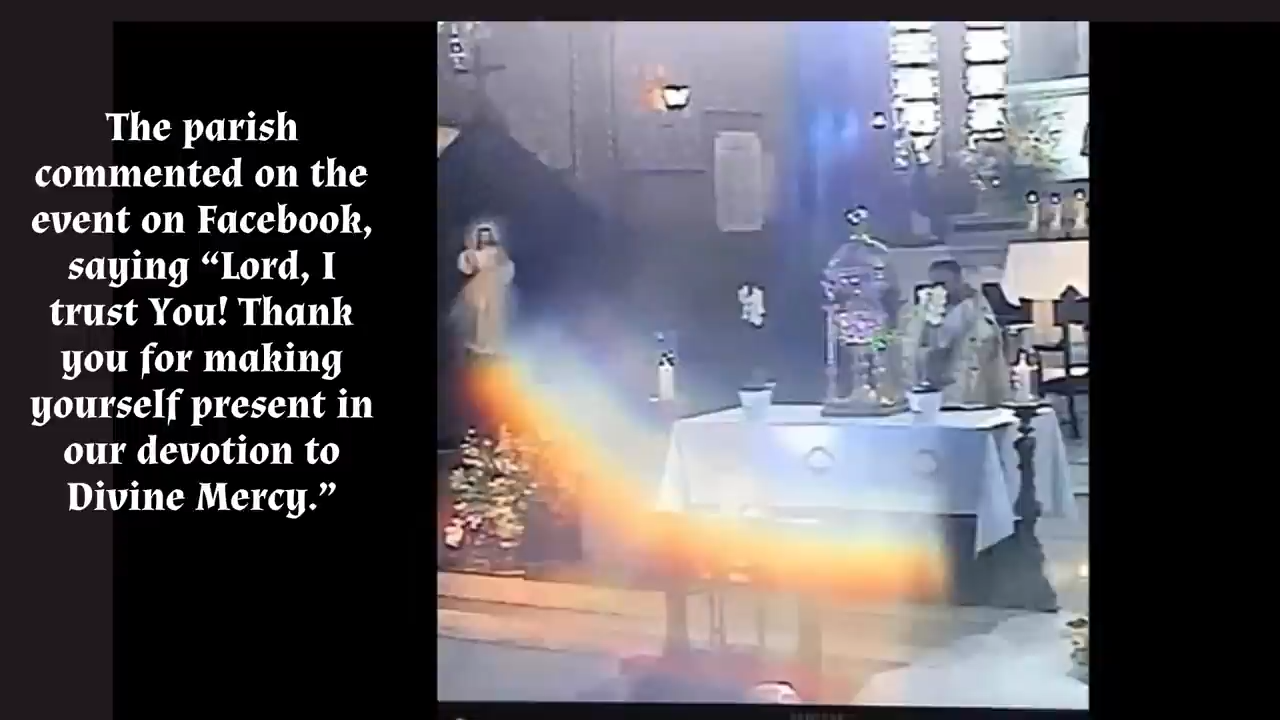 The parish
commented on the
event on Facebook,
saying “Lord, I
trust You! Thank
you for making
yourself present in
our devotion to
Divine Mercy.”